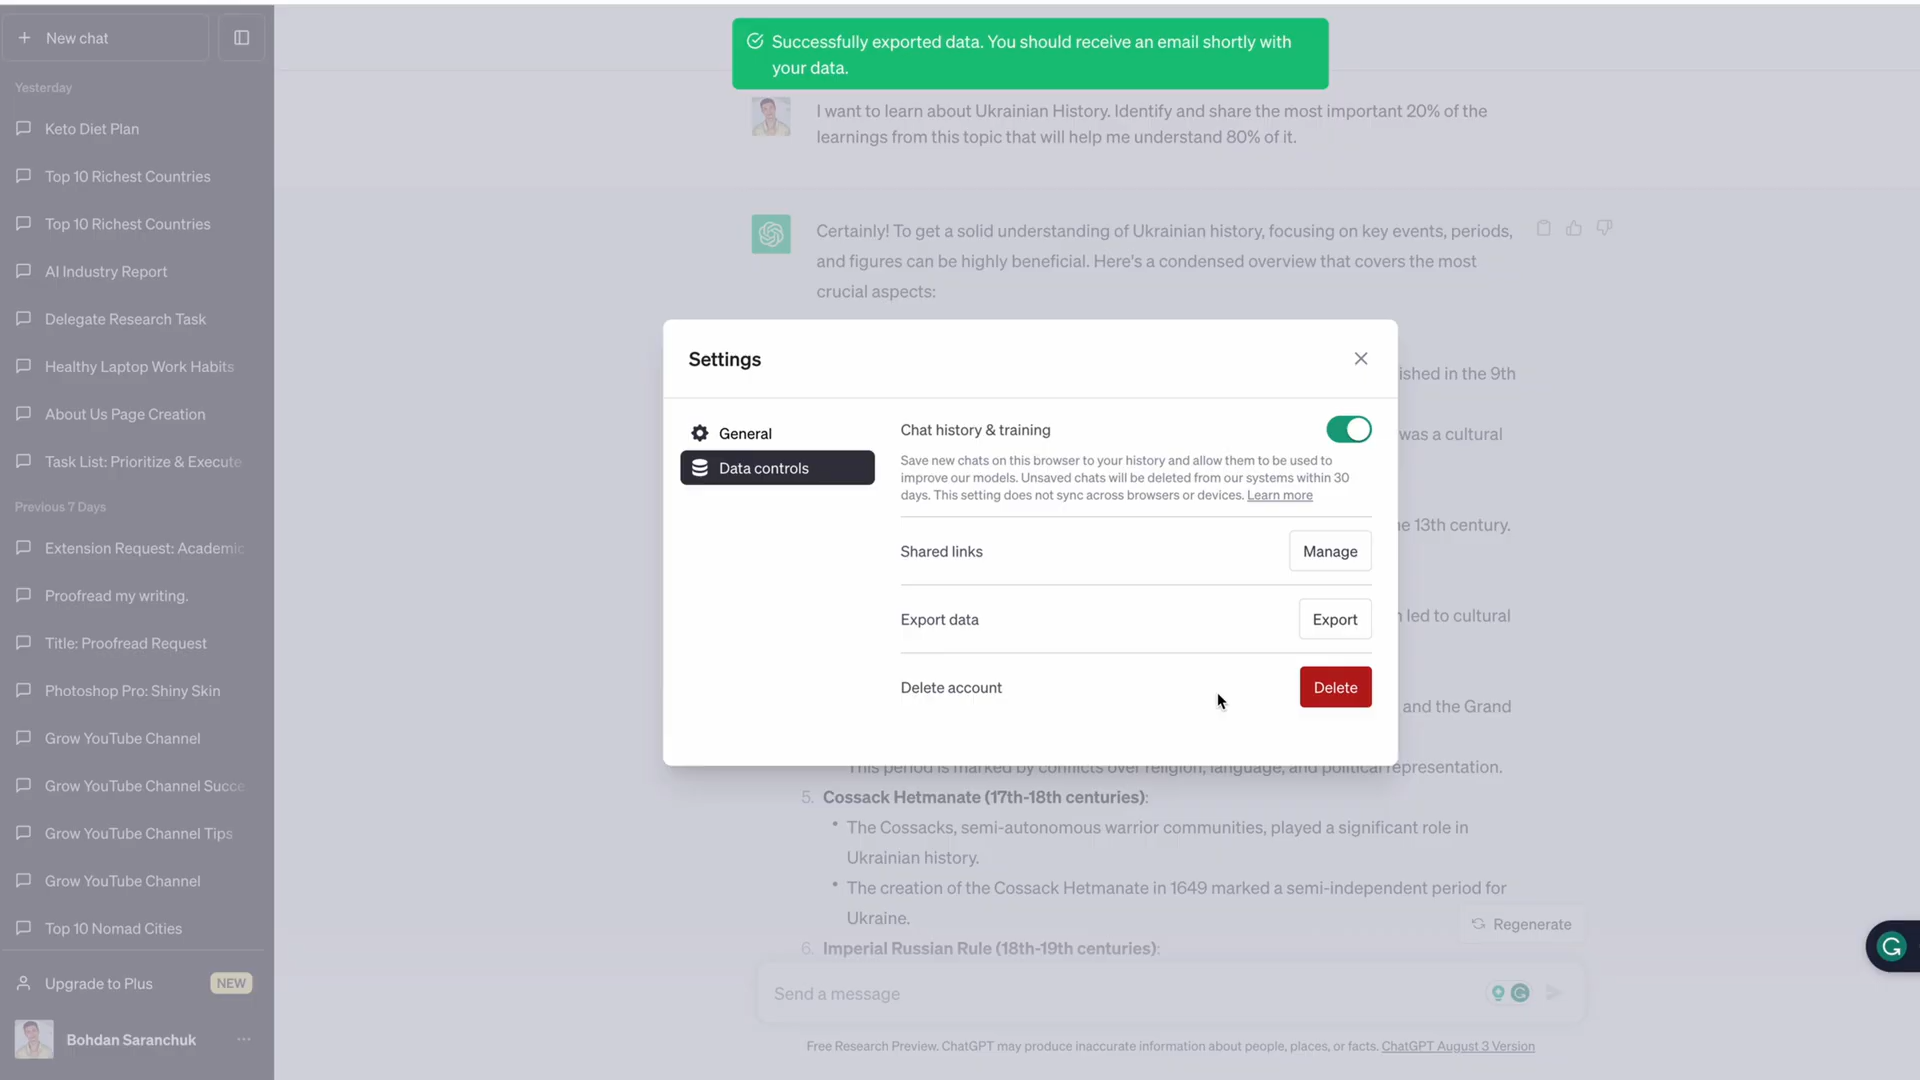 New chat
Yesterday
Keto Diet Plan
Top 10 Richest Countries
Top 10 Richest Countries
AI Industry Report
Delegate Research Task
Healthy Laptop Work Habits
About Us Page Creation
Task List: Prioritize & Execute
Previous 7 Days
Extension Request: Academic
Proofread my writing.
Title: Proofread Request
Photoshop Pro: Shiny Skin
Grow YouTube Channel
Grow YouTube Channel Succe
Grow YouTube Channel Tips
Grow YouTube Channel
Top 10 Nomad Cities
Upgrade to Plus NEW
Bohdan Saranchuk
Successfully exported data. You should receive an email shortly with
your data.
I want to learn about Ukrainian History. Identify and share the most important 20% of the
learnings from this topic that will help me understand 80% of it.
Certainly! To get a solid understanding of Ukrainian history, focusing on key events, periods,
and figures can be highly beneficial. Here's a condensed overview that covers the most
crucial aspects:
ished in the 9th
was a cultural
e 13th century.
led to cultural
and the Grand
Settings
General
Data controls
Chat history & training
Save new chats on this browser to your history and allow them to be used to
improve our models. Unsaved chats will be deleted from our systems within 30
days. This setting does not sync across browsers or devices. Learn more
Shared links Manage
Export data Export
Delete account Delete
This period is marked by conflicts over religion, language, and political representation.
5. Cossack Hetmanate (17th-18th centuries):
• The Cossacks, semi-autonomous warrior communities, played a significant role in
Ukrainian history.
• The creation of the Cossack Hetmanate in 1649 marked a semi-independent period for
Ukraine.
6. Imperial Russian Rule (18th-19th centuries):
Regenerate
Send a message
Free Research Preview. ChatGPT may produce inaccurate information about people, places, or facts. ChatGPT August 3 Version